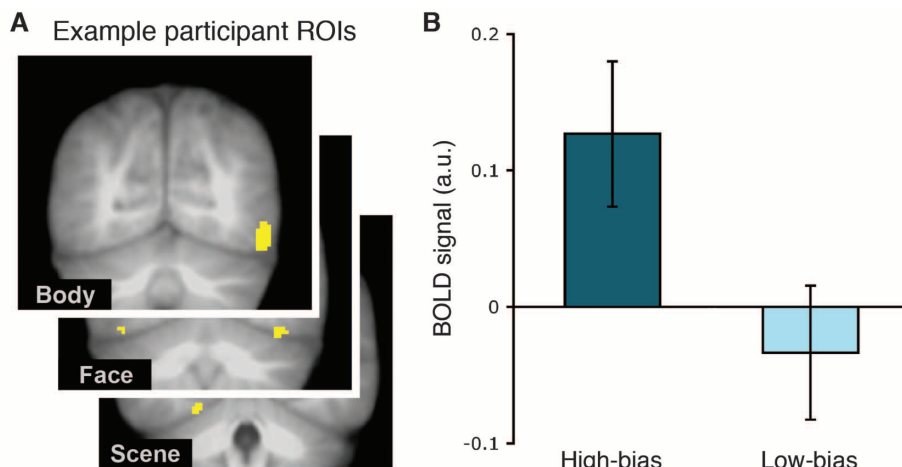 A
Example participant ROIs
Body
Face
Scene
B
BOLD signal (a.u.)
0.2
0.1
0
-0.1
High-bias
Low-bias